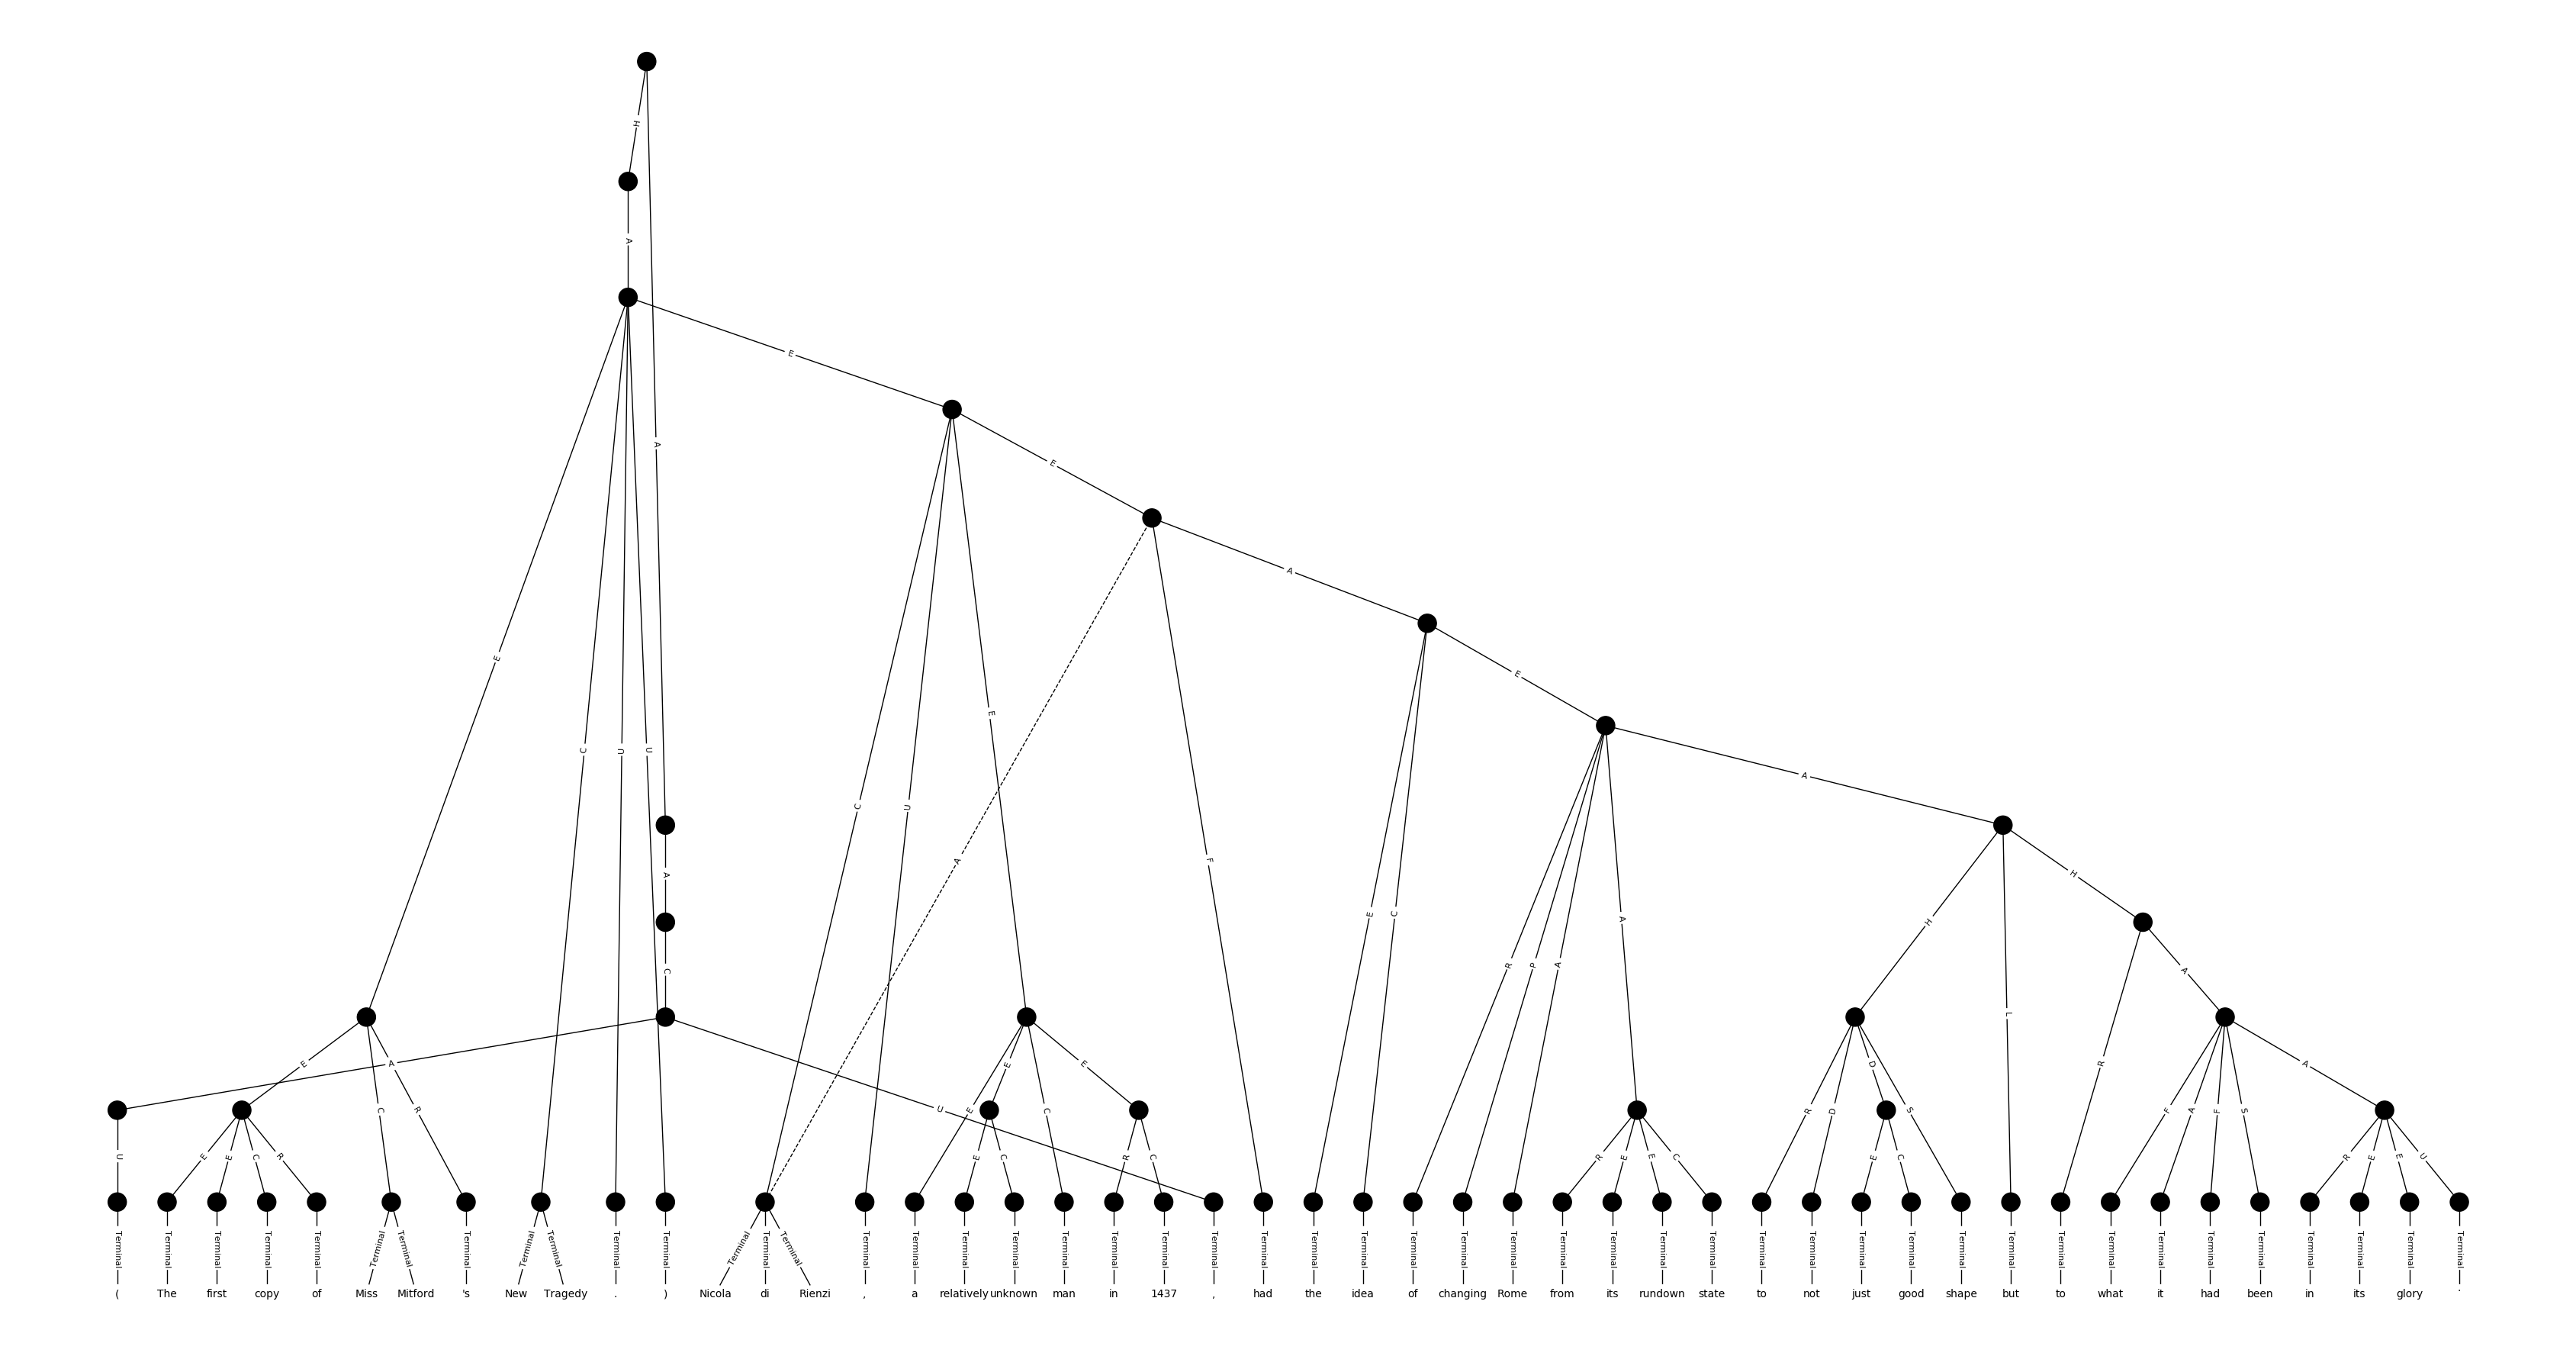 H
A
A
E
E
E
A
E
C
U
U
E
A
C
U
E
A
F
E
C
R
P
A
A
A
C
H
L
H
R
A
E
A
C
R
U
E
E
C
E
R
D
D
S
F
A
F
S
A
U
E
E
C
R
E
C
R
C
R
E
E
C
E
C
R
E
E
U
Terminal Terminal Terminal Terminal Terminal Terminal Terminal Terminal Terminal Terminal Terminal Terminal Terminal Terminal Terminal Terminal Terminal Terminal Terminal Terminal Terminal Terminal Terminal Terminal Terminal Terminal Terminal Terminal Terminal Terminal Terminal Terminal Terminal Terminal Terminal Terminal Terminal Terminal Terminal Terminal Terminal Terminal Terminal Terminal Terminal Terminal Terminal Terminal
( The first copy of Miss Mitford 's New Tragedy . ) Nicola di Rienzi , a relatively unknown man in 1437 , had the idea of changing Rome from its rundown state to not just good shape but to what it had been in its glory .